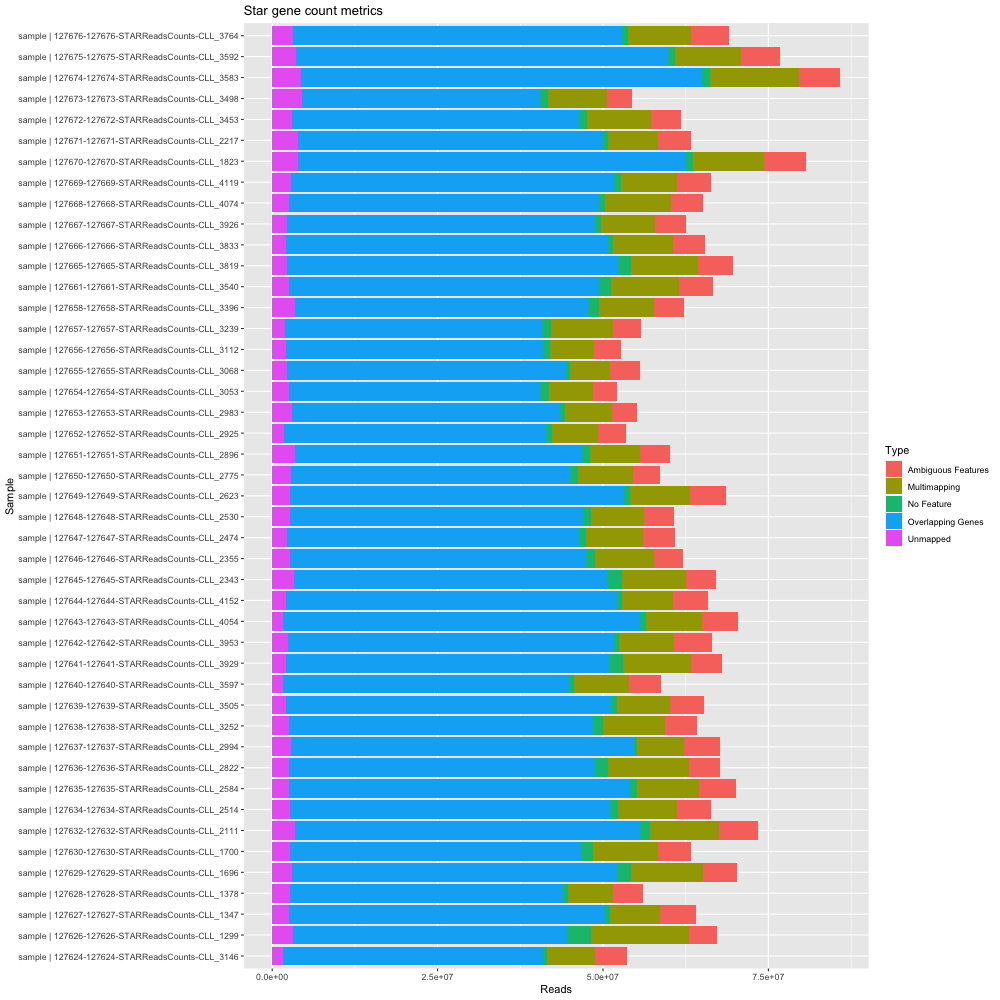 Star gene count metrics
sample | 127676-127676-STARReadsCounts-CLL_3764
sample | 127675-127675-STARReadsCounts-CLL_3592
sample | 127674-127674-STARReadsCounts-CLL_3583
sample | 127673-127673-STARReadsCounts-CLL_3498
sample | 127672-127672-STARReadsCounts-CLL_3453
sample | 127671-127671-STARReadsCounts-CLL_2217
sample | 127670-127670-STARReadsCounts-CLL_1823
sample | 127669-127669-STARReadsCounts-CLL_4119
sample | 127668-127668-STARReadsCounts-CLL_4074
sample | 127667-127667-STARReadsCounts-CLL_3926
sample | 127666-127666-STARReadsCounts-CLL_3833
sample | 127665-127665-STARReadsCounts-CLL_3819
sample | 127661-127661-STARReadsCounts-CLL_3540
sample | 127658-127658-STARReadsCounts-CLL_3396
sample | 127657-127657-STARReadsCounts-CLL_3239
sample | 127656-127656-STARReadsCounts-CLL_3112
sample | 127655-127655-STARReadsCounts-CLL_3068
sample | 127654-127654-STARReadsCounts-CLL_3053
sample | 127653-127653-STARReadsCounts-CLL_2983
sample | 127652-127652-STARReadsCounts-CLL_2925
sample | 127651-127651-STARReadsCounts-CLL_2896
sample | 127650-127650-STARReadsCounts-CLL_2775
sample | 127649-127649-STARReadsCounts-CLL_2623
sample | 127648-127648-STARReadsCounts-CLL_2530
sample | 127647-127647-STARReadsCounts-CLL_2474
sample | 127646-127646-STARReadsCounts-CLL_2355
sample | 127645-127645-STARReadsCounts-CLL_2343
sample | 127644-127644-STARReadsCounts-CLL_4152
sample | 127643-127643-STARReadsCounts-CLL_4054
sample | 127642-127642-STARReadsCounts-CLL_3953
sample | 127641-127641-STARReadsCounts-CLL_3929
sample | 127640-127640-STARReadsCounts-CLL_3597
sample | 127639-127639-STARReadsCounts-CLL_3505
sample | 127638-127638-STARReadsCounts-CLL_3252
sample | 127637-127637-STARReadsCounts-CLL_2994
sample | 127636-127636-STARReadsCounts-CLL_2822
sample | 127635-127635-STARReadsCounts-CLL_2584
sample | 127634-127634-STARReadsCounts-CLL_2514
sample | 127632-127632-STARReadsCounts-CLL_2111
sample | 127630-127630-STARReadsCounts-CLL_1700
sample | 127629-127629-STARReadsCounts-CLL_1696
sample | 127628-127628-STARReadsCounts-CLL_1378
sample | 127627-127627-STARReadsCounts-CLL_1347
sample | 127626-127626-STARReadsCounts-CLL_1299
sample | 127624-127624-STARReadsCounts-CLL_3146
Sample
0.0e+00
2.5e+07
5.0e+07
7.5e+07
Reads
Type
Ambiguous Features
Multimapping
No Feature
Overlapping Genes
Unmapped